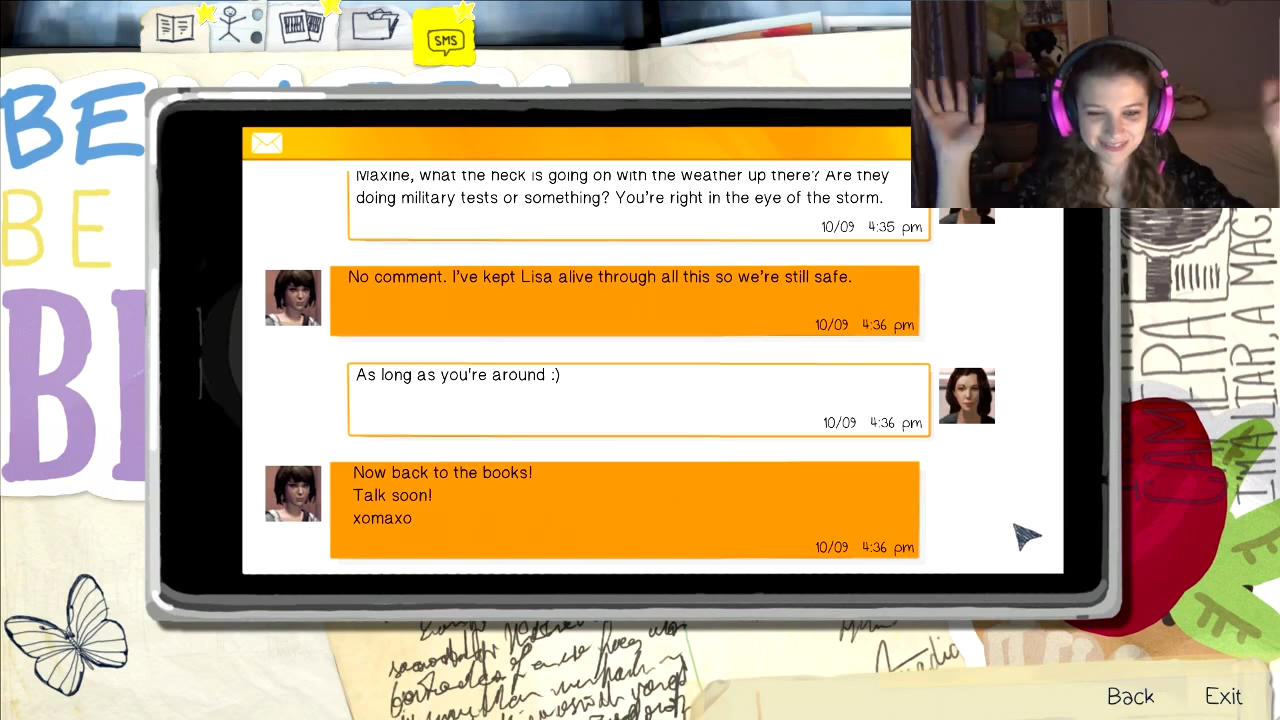 SMS
BE
BE
Maxine, what the heck is going on with the weather up there? Are they
doing military tests or something? You're right in the eye of the storm.
10/09 4:35 pm
No comment. I've kept Lisa alive through all this so we're still safe.
10/09 4:36 pm
As long as you're around :)
10/09 4:36 pm
Now back to the books!
Talk soon!
xomaxo
10/09 4:36 pm
CAMERA
I'M A LIAR, A MAG
Back Exit